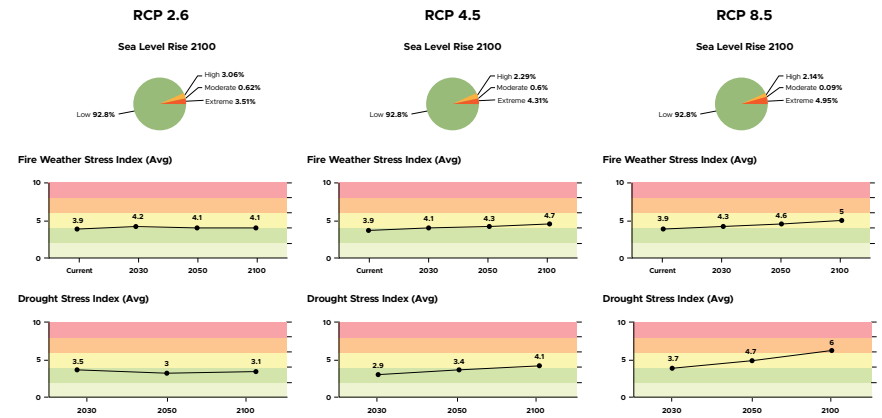 RCP 2.6
RCP 4.5
RCP 8.5
Sea Level Rise 2100
Sea Level Rise 2100
Sea Level Rise 2100
High 3.06%
Moderate 0.62%
Extreme 3.51%
Low 92.8%
High 2.29%
Moderate 0.6%
Extreme 4.31%
Low 92.8%
High 2.14%
Moderate 0.09%
Extreme 4.95%
Low 92.8%
Fire Weather Stress Index (Avg)
10
5
0
3.9
4.2
4.1
4.1
Current
2030
2050
2100
Fire Weather Stress Index (Avg)
10
5
0
3.9
4.1
4.3
4.7
Current
2030
2050
2100
Fire Weather Stress Index (Avg)
10
5
0
3.9
4.3
4.6
5
Current
2030
2050
2100
Drought Stress Index (Avg)
10
5
0
3.5
3
3.1
2030
2050
2100
Drought Stress Index (Avg)
10
5
0
2.9
3.4
4.1
2030
2050
2100
Drought Stress Index (Avg)
10
5
0
3.7
4.7
6
2030
2050
2100